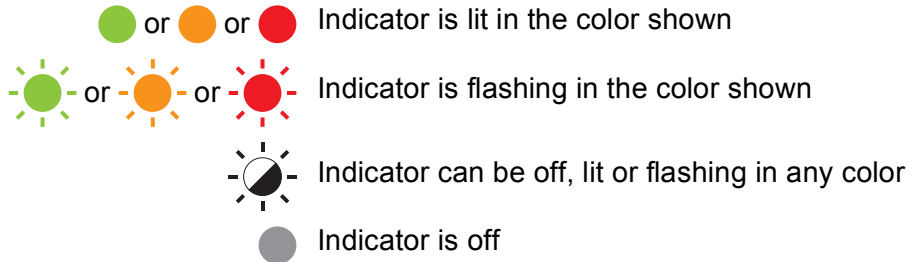 or or Indicator is lit in the color shown
or or Indicator is flashing in the color shown
Indicator can be off, lit or flashing in any color
Indicator is off